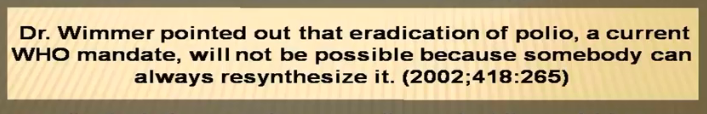 Dr. Wimmer pointed out that eradication of polio, a current
WHO mandate, will not be possible because somebody can
always resynthesize it. (2002;418:265)